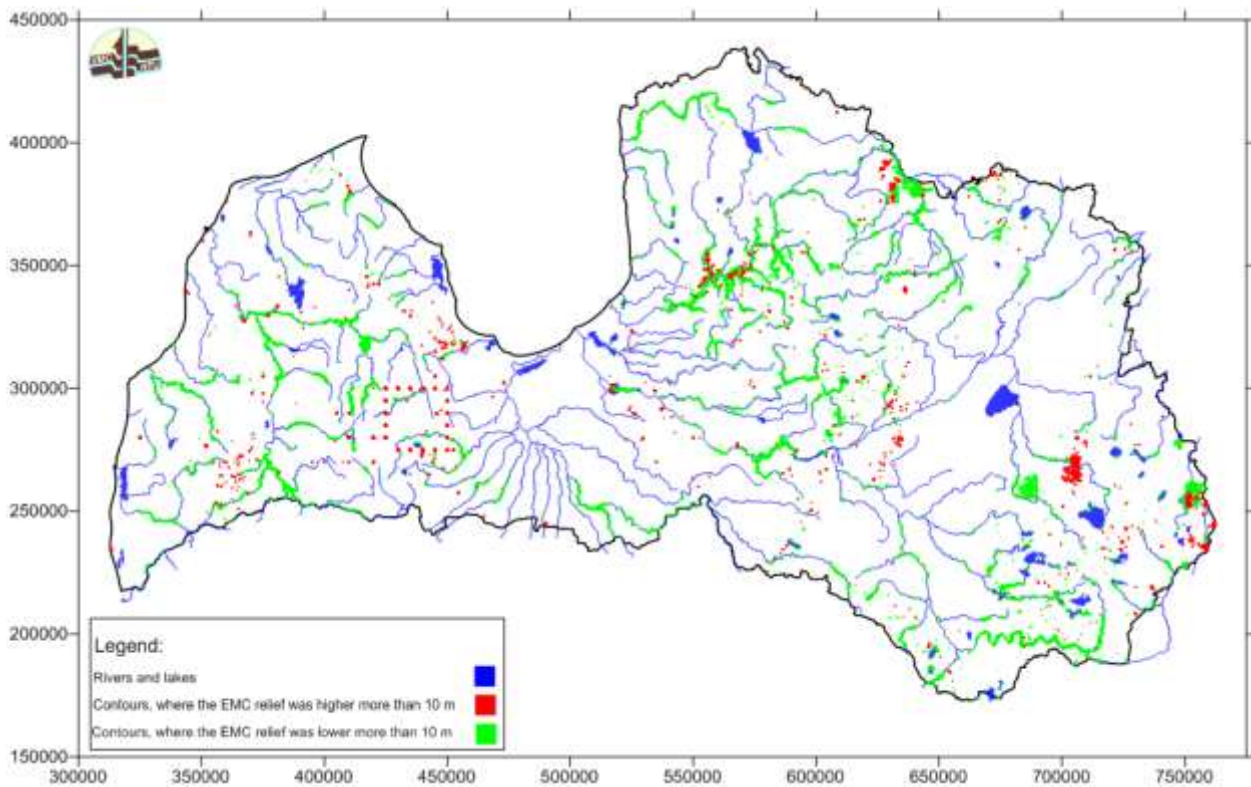 450000
400000
350000
300000
250000
200000
150000
Legend:
Rivers and lakes
Contours, where the EMC relief was higher more than 10 m
Contours, where the EMC relief was lower more than 10 m
300000 350000 400000 450000 500000 550000 600000 650000 700000 750000